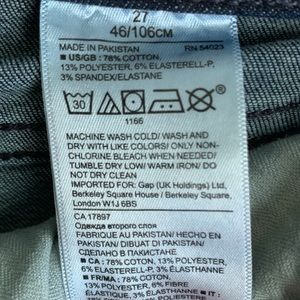 27
46/106CM
MADE IN PAKISTAN RN 54023
■ US/GB: 78% COTTON,
13% POLYESTER, 6% ELASTERELL-P,
3% SPANDEX/ELASTANE
30
1166
MACHINE WASH COLD/ WASH AND
DRY WITH LIKE COLORS/ ONLY NON-
CHLORINE BLEACH WHEN NEEDED/
TUMBLE DRY LOW/ WARM IRON/ DO
NOT DRY CLEAN
IMPORTED FOR: Gap (UK Holdings) Ltd.
Berkeley Square House / Berkeley Square,
London W1J 6BS
CA 17897
Одежда второго слоя
FABRIQUÉ AU PAKISTAN/ HECHO EN
PAKISTAN/ DIBUAT DI PAKISTAN/
СДЕЛАНО В ПАКИСТАНЕ
■ CA : 78% COTON, 13% POLYESTER,
6% ELASTERELL-P, 3% ÉLASTHANNE
■ FR : 78% COTON, 13%
POLYESTER, 6% FIBRE
3% ÉLASTHANNE ■ IT :